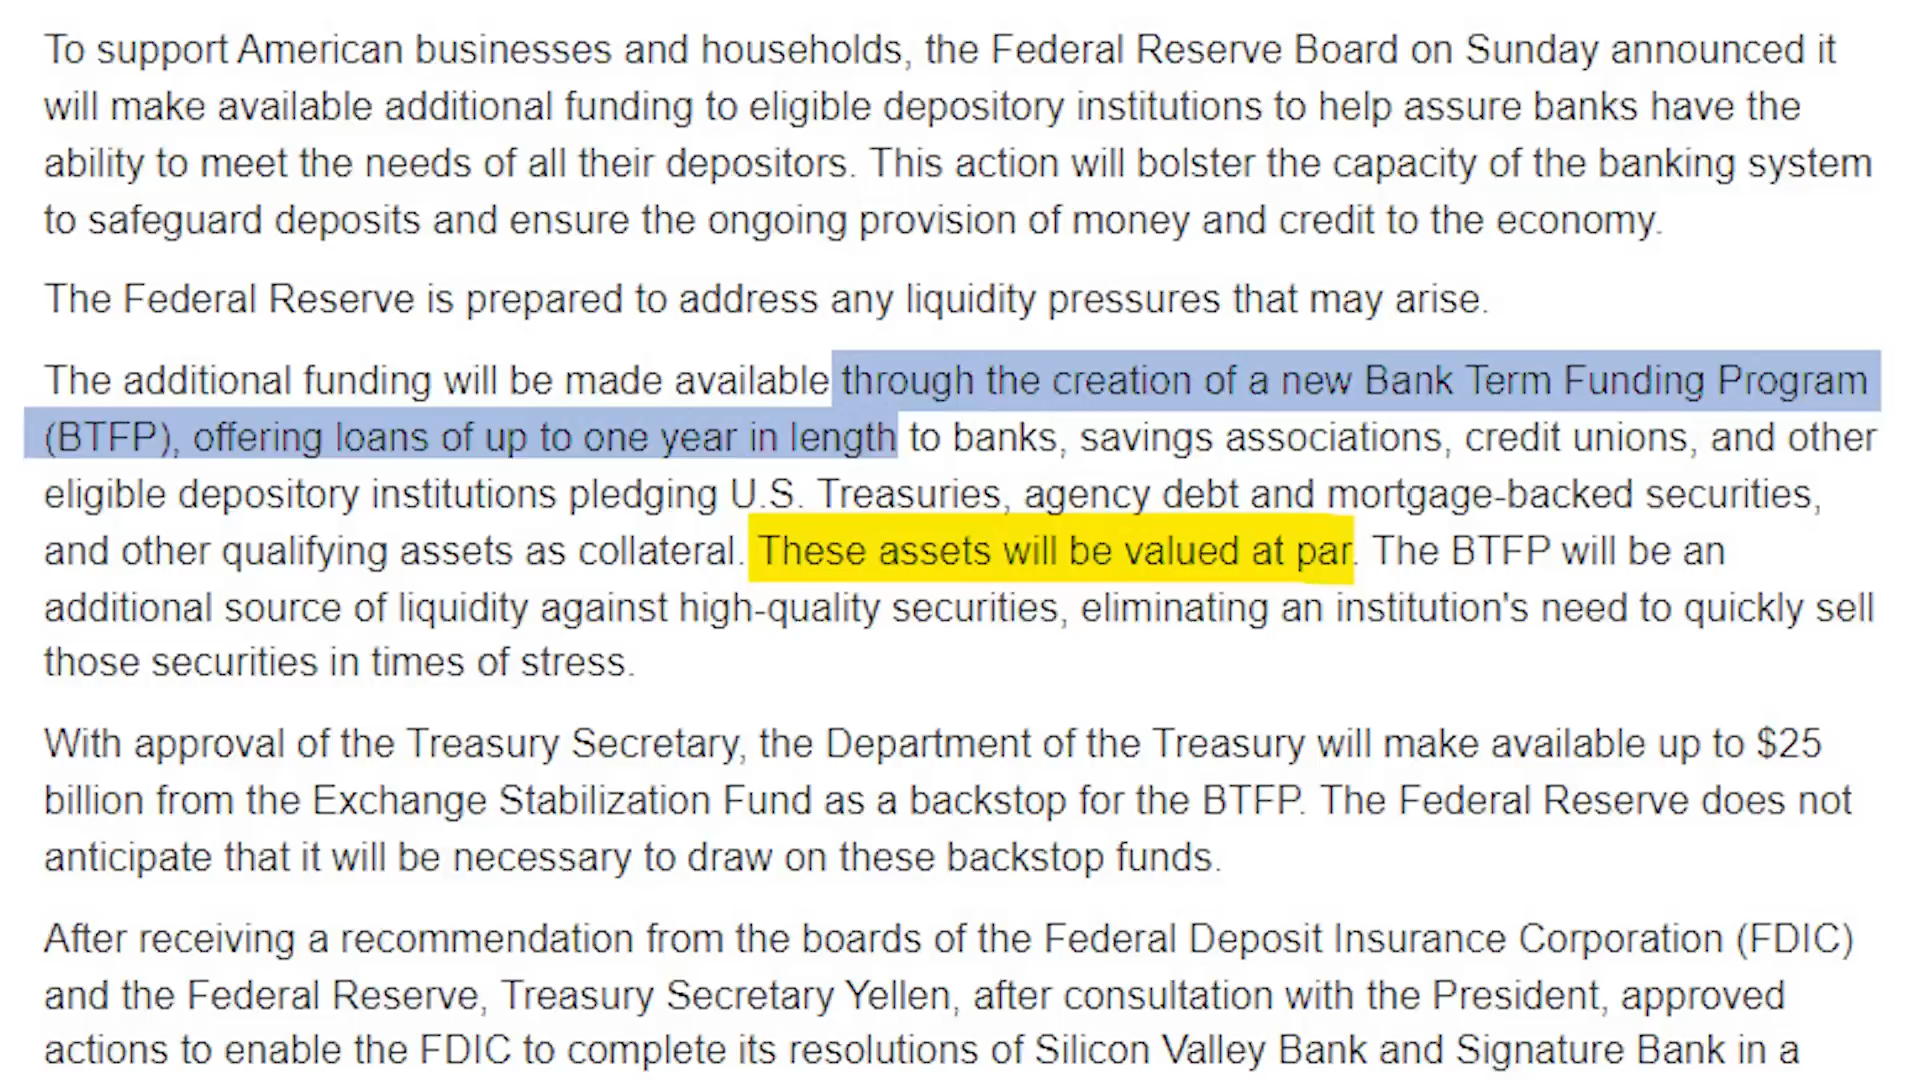 To support American businesses and households, the Federal Reserve Board on Sunday announced it
will make available additional funding to eligible depository institutions to help assure banks have the
ability to meet the needs of all their depositors. This action will bolster the capacity of the banking system
to safeguard deposits and ensure the ongoing provision of money and credit to the economy.
The Federal Reserve is prepared to address any liquidity pressures that may arise.
The additional funding will be made available through the creation of a new Bank Term Funding Program
(BTFP), offering loans of up to one year in length to banks, savings associations, credit unions, and other
eligible depository institutions pledging U.S. Treasuries, agency debt and mortgage-backed securities,
and other qualifying assets as collateral. These assets will be valued at par. The BTFP will be an
additional source of liquidity against high-quality securities, eliminating an institution's need to quickly sell
those securities in times of stress.
With approval of the Treasury Secretary, the Department of the Treasury will make available up to $25
billion from the Exchange Stabilization Fund as a backstop for the BTFP. The Federal Reserve does not
anticipate that it will be necessary to draw on these backstop funds.
After receiving a recommendation from the boards of the Federal Deposit Insurance Corporation (FDIC)
and the Federal Reserve, Treasury Secretary Yellen, after consultation with the President, approved
actions to enable the FDIC to complete its resolutions of Silicon Valley Bank and Signature Bank in a